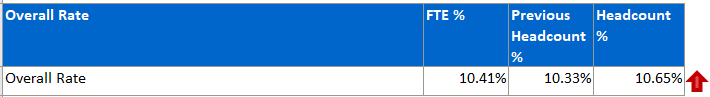 Overall Rate FTE % Previous Headcount % Headcount %
Overall Rate 10.41% 10.33% 10.65%